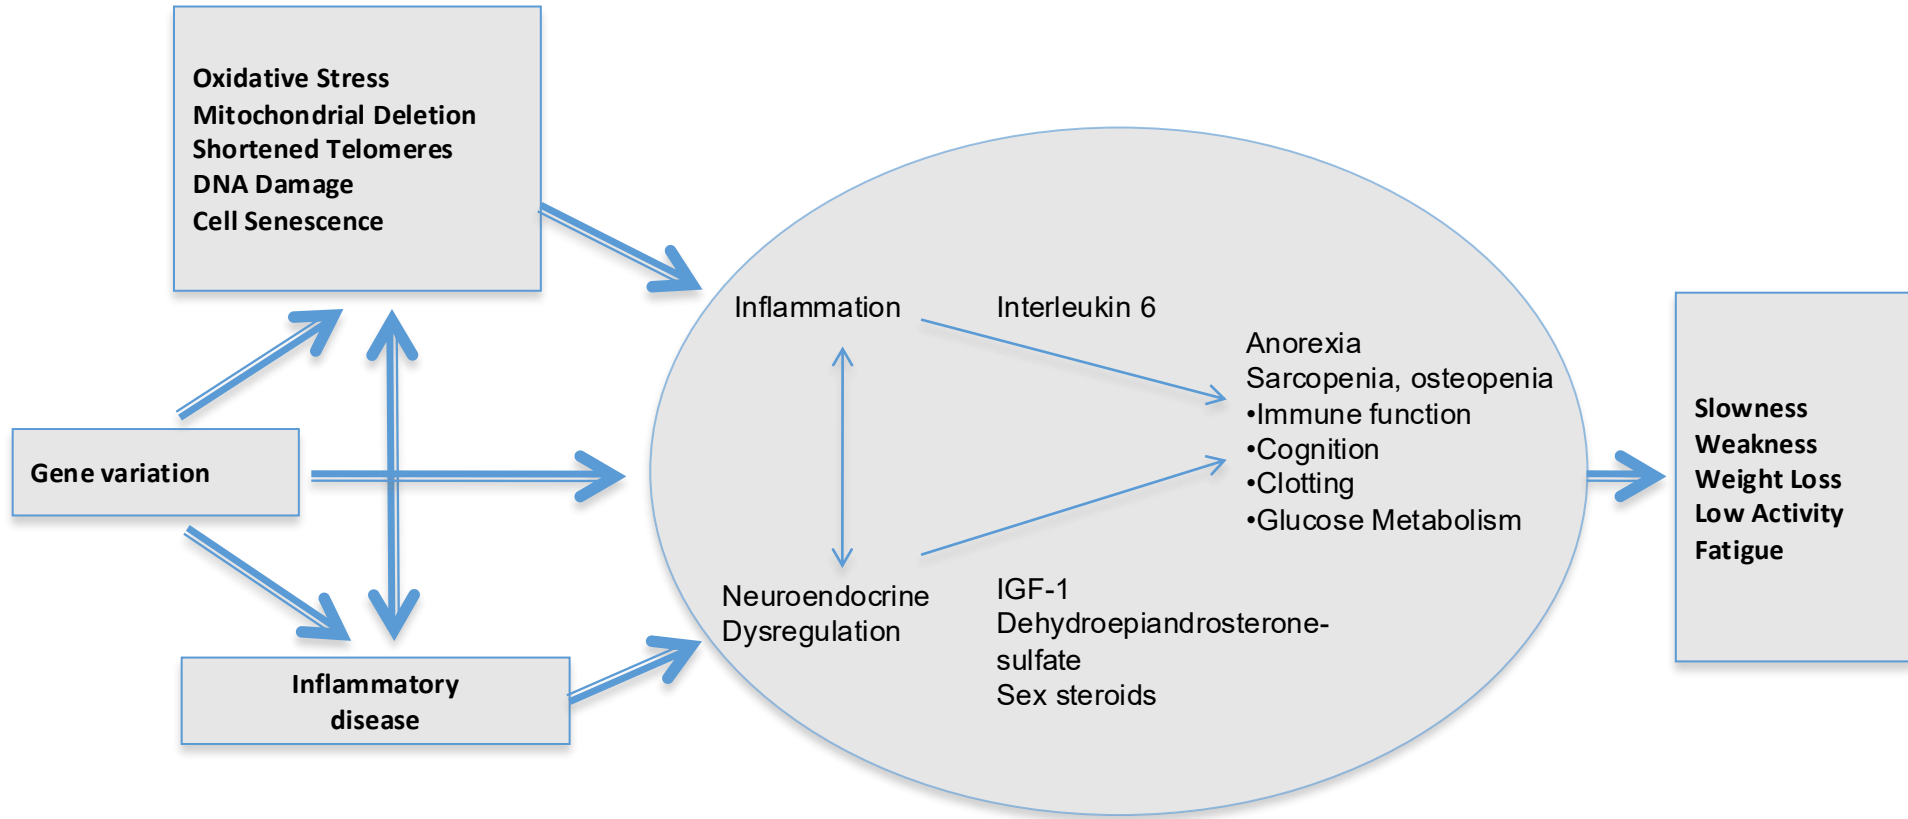 Oxidative Stress
Mitochondrial Deletion
Shortened Telomeres
DNA Damage
Cell Senescence
Gene variation
Inflammatory
disease
Inflammation
Interleukin 6
Neuroendocrine
Dysregulation
IGF-1
Dehydroepiandrosterone-
sulfate
Sex steroids
Anorexia
Sarcopenia, osteopenia
•Immune function
•Cognition
•Clotting
•Glucose Metabolism
Slowness
Weakness
Weight Loss
Low Activity
Fatigue